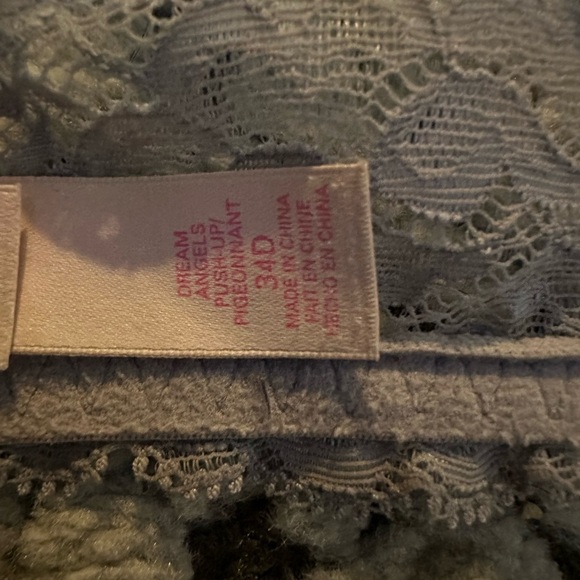 DREAM
ANGELS
PUSH-UP/
PIGEONNANT
34D
MADE IN CHINA
FAIT EN CHINE
HECHO EN CHINA